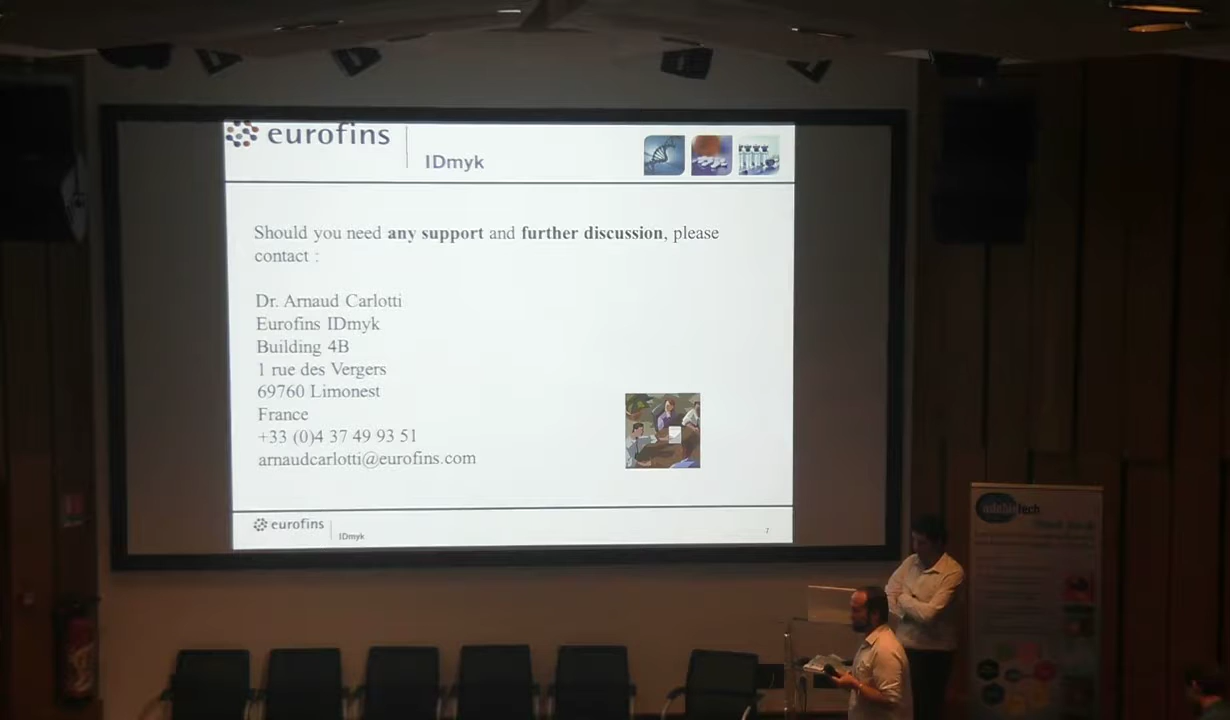 eurofins
IDmyk
Should you need any support and further discussion, please
contact :
Dr. Arnaud Carlotti
Eurofins IDmyk
Building 4B
1 rue des Vergers
69760 Limonest
France
+33 (0)4 37 49 93 51
arnaudcarlotti@eurofins.com
eurofins
IDmyk
7
adebiotech